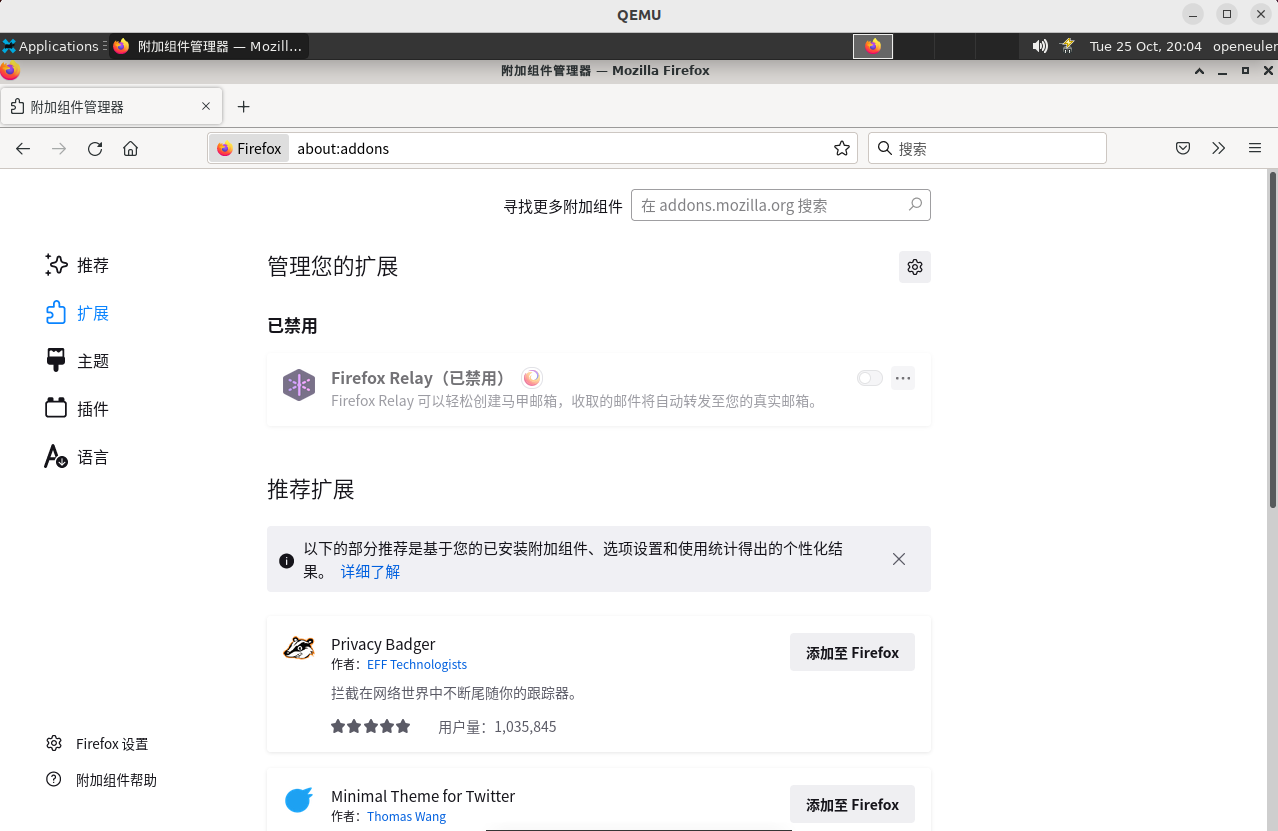 QEMU
Applications
附加组件管理器 — Mozill...
Tue 25 Oct, 20:04
openeuler
附加组件管理器 — Mozilla Firefox
附加组件管理器
Firefox
about:addons
搜索
寻找更多附加组件
在 addons.mozilla.org 搜索
推荐
扩展
主题
插件
语言
管理您的扩展
已禁用
Firefox Relay（已禁用）
Firefox Relay 可以轻松创建马甲邮箱，收取的邮件将自动转发至您的真实邮箱。
推荐扩展
以下的部分推荐是基于您的已安装附加组件、选项设置和使用统计得出的个性化结
果。 详细了解
Privacy Badger
作者：EFF Technologists
添加至 Firefox
拦截在网络世界中不断尾随你的跟踪器。
用户量：1,035,845
Minimal Theme for Twitter
作者：Thomas Wang
添加至 Firefox
Firefox 设置
附加组件帮助